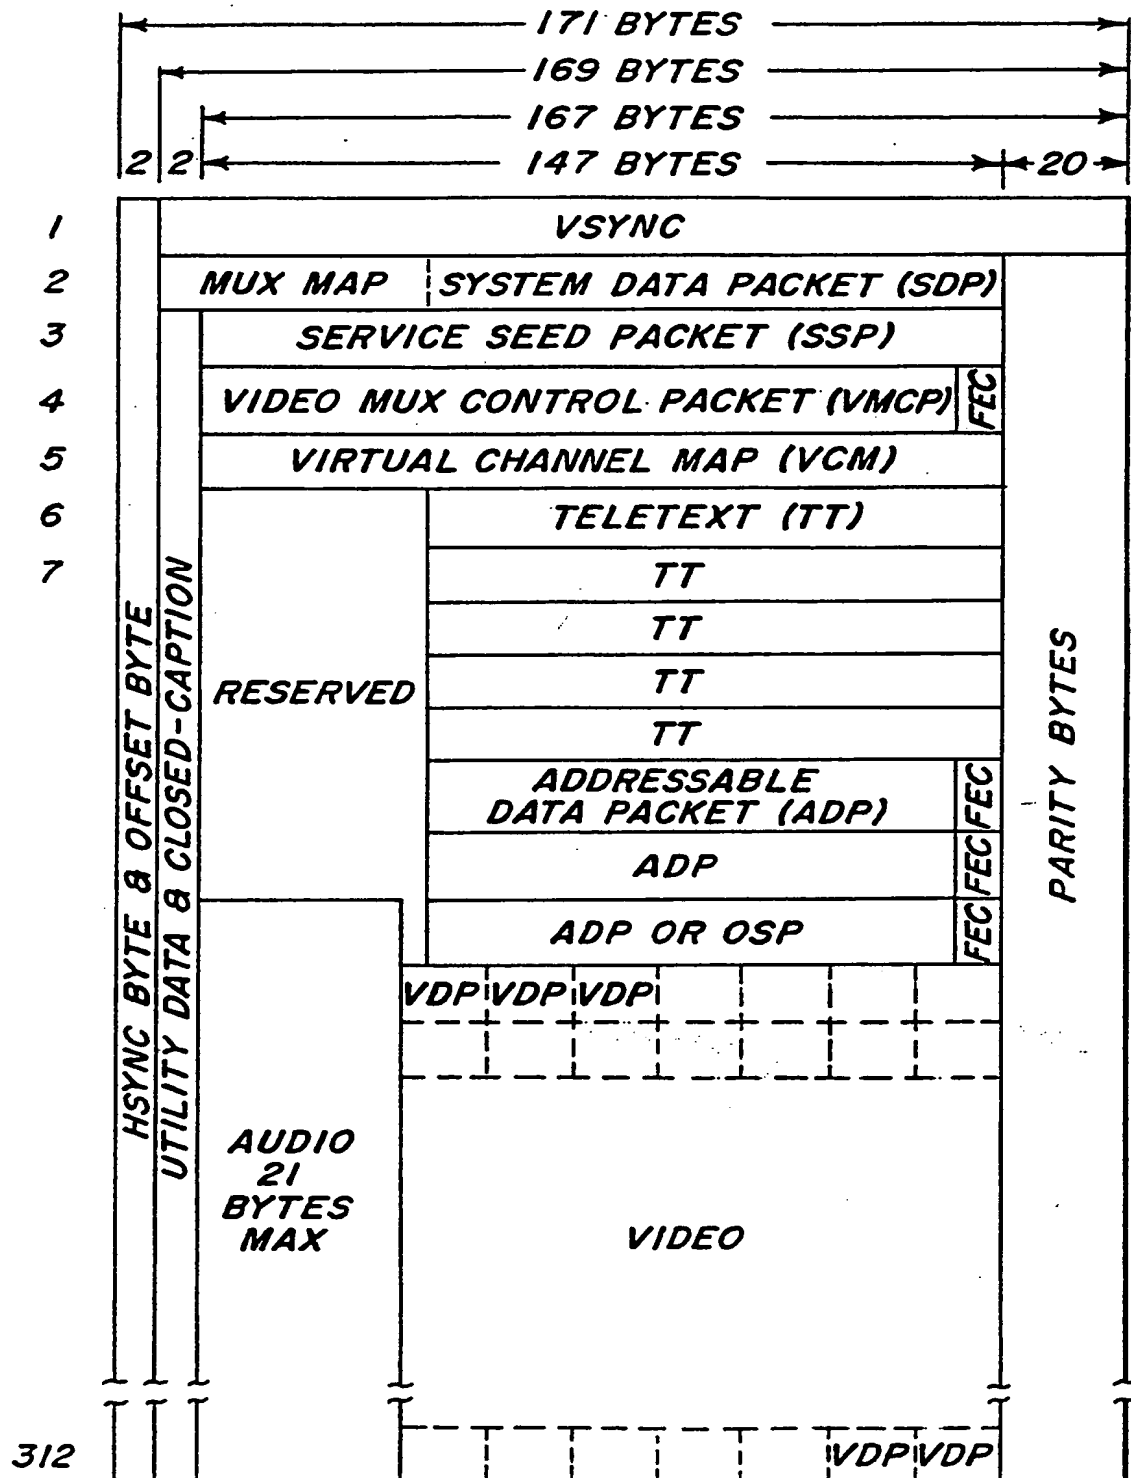 171 BYTES
169 BYTES
167 BYTES
2 2 147 BYTES 20
1 VSYNC
2 MUX MAP SYSTEM DATA PACKET (SDP)
3 SERVICE SEED PACKET (SSP)
4 VIDEO MUX CONTROL PACKET (VMCP) FEC
5 VIRTUAL CHANNEL MAP (VCM)
6 TELETEXT (TT)
7 TT
TT
RESERVED TT
TT
ADDRESSABLE
DATA PACKET (ADP) FEC
ADP FEC
ADP OR OSP FEC
HSYNC BYTE & OFFSET BYTE
UTILITY DATA & CLOSED-CAPTION
PARITY BYTES
VDP VDP VDP
AUDIO
21
BYTES
MAX
VIDEO
312 VDP VDP